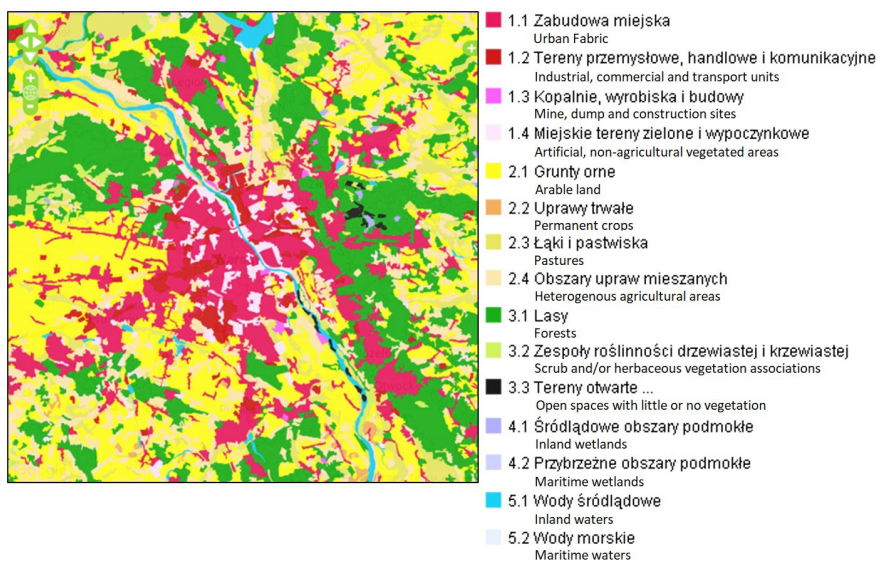 1.1 Zabudowa miejska
Urban Fabric
1.2 Tereny przemysłowe, handlowe i komunikacyjne
Industrial, commercial and transport units
1.3 Kopalnie, wyrobiska i budowy
Mine, dump and construction sites
1.4 Miejskie tereny zielone i wypoczynkowe
Artificial, non-agricultural vegetated areas
2.1 Grunty orne
Arable land
2.2 Uprawy trwałe
Permanent crops
2.3 Łąki i pastwiska
Pastures
2.4 Obszary upraw mieszanych
Heterogenous agricultural areas
3.1 Lasy
Forests
3.2 Zespoły roślinności drzewiastej i krzewiastej
Scrub and/or herbaceous vegetation associations
3.3 Tereny otwarte ...
Open spaces with little or no vegetation
4.1 Śródlądowe obszary podmokłe
Inland wetlands
4.2 Przybrzeżne obszary podmokłe
Maritime wetlands
5.1 Wody śródlądowe
Inland waters
5.2 Wody morskie
Maritime waters
Otwock